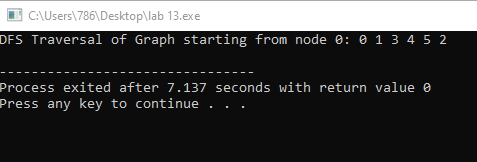 C:\Users\786\Desktop\lab 13.exe
DFS Traversal of Graph starting from node 0: 0 1 3 4 5 2
--------------------------------
Process exited after 7.137 seconds with return value 0
Press any key to continue . . .